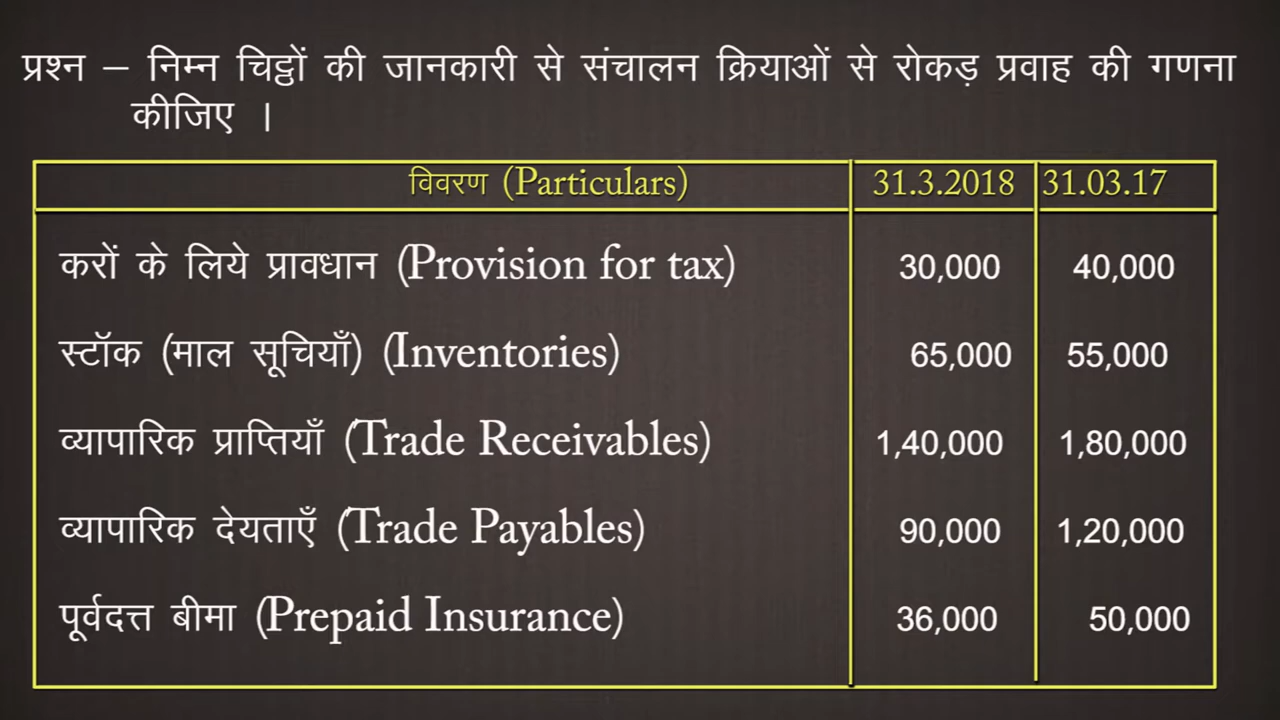 प्रश्न – निम्न चिट्ठों की जानकारी से संचालन क्रियाओं से रोकड़ प्रवाह की गणना
कीजिए ।
विवरण (Particulars) 31.3.2018 31.03.17
करों के लिये प्रावधान (Provision for tax) 30,000 40,000
स्टॉक (माल सूचियाँ) (Inventories) 65,000 55,000
व्यापारिक प्राप्तियाँ (Trade Receivables) 1,40,000 1,80,000
व्यापारिक देयताएँ (Trade Payables) 90,000 1,20,000
पूर्वदत्त बीमा (Prepaid Insurance) 36,000 50,000